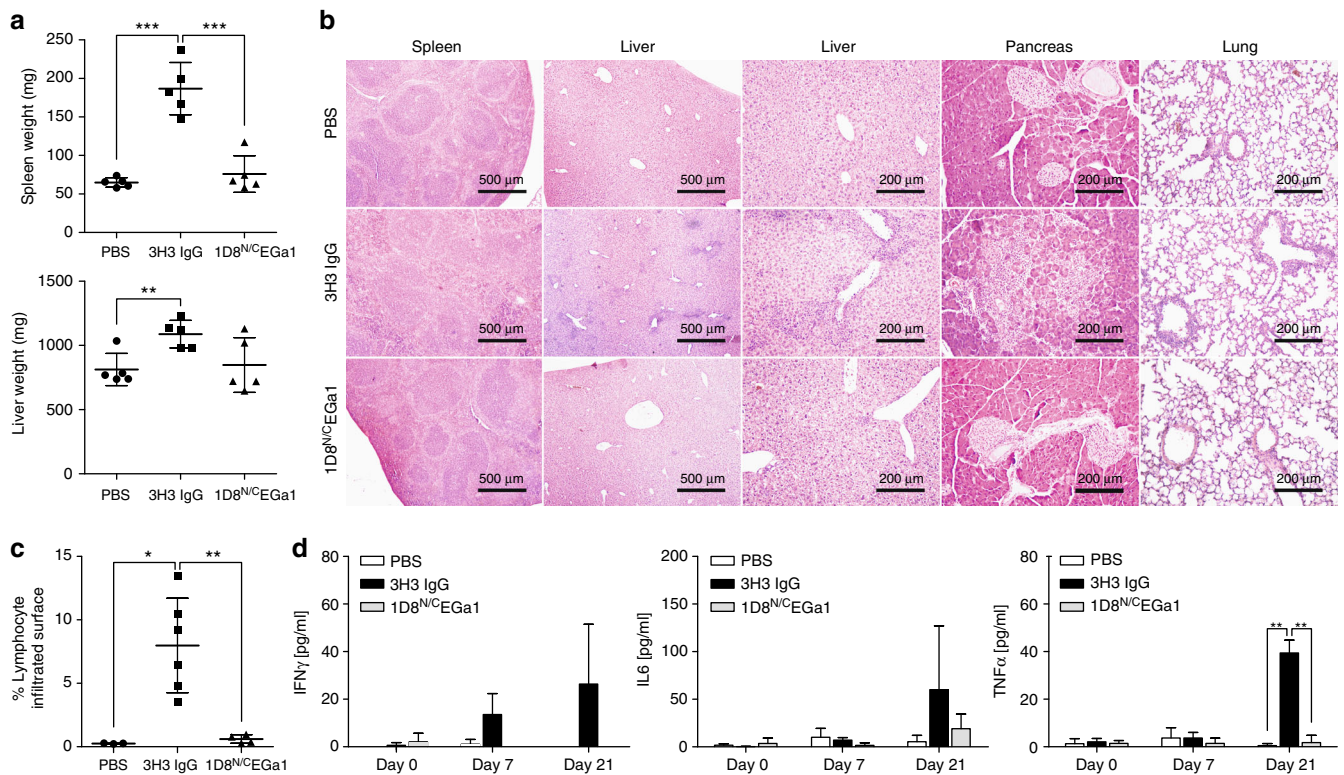 a
***
***
Spleen weight (mg)
250
200
150
100
50
0
PBS
3H3 IgG
1D8N/CEGa1
**
Liver weight (mg)
1500
1000
500
0
PBS
3H3 IgG
1D8N/CEGa1
b
Spleen
Liver
Liver
Pancreas
Lung
PBS
500 μm
500 μm
200 μm
200 μm
200 μm
3H3 IgG
500 μm
500 μm
200 μm
200 μm
200 μm
1D8N/CEGa1
500 μm
500 μm
200 μm
200 μm
200 μm
c
*
**
% Lymphocyte
infiltrated surface
15
10
5
0
PBS
3H3 IgG
1D8N/CEGa1
d
PBS
3H3 IgG
1D8N/CEGa1
IFNγ [pg/ml]
80
60
40
20
0
Day 0
Day 7
Day 21
PBS
3H3 IgG
1D8N/CEGa1
IL6 [pg/ml]
200
150
100
50
0
Day 0
Day 7
Day 21
PBS
3H3 IgG
1D8N/CEGa1
**
**
TNFα [pg/ml]
80
60
40
20
0
Day 0
Day 7
Day 21